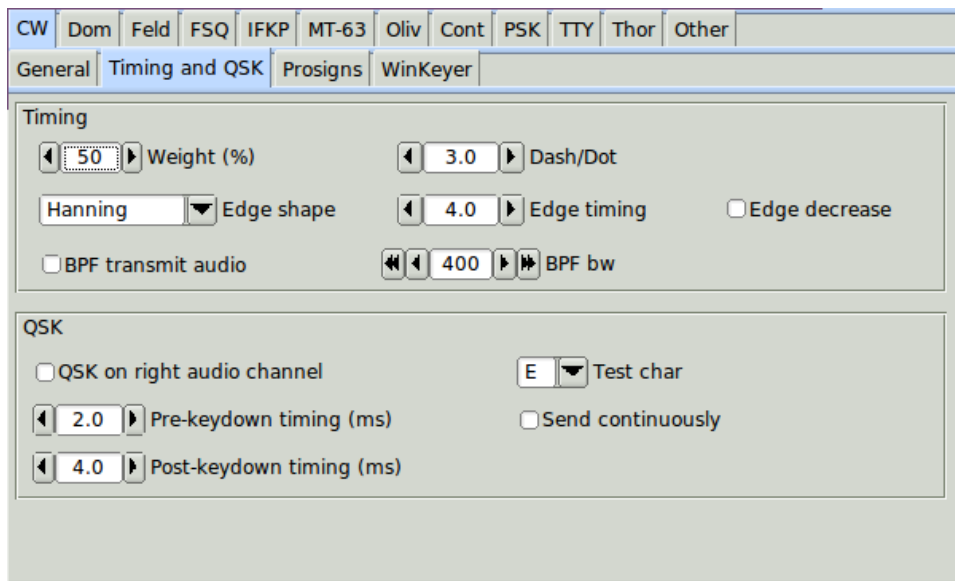 CW Dom Feld FSQ IFKP MT-63 Oliv Cont PSK TTY Thor Other
General Timing and QSK Prosigns WinKeyer
Timing
50 Weight (%) 3.0 Dash/Dot
Hanning Edge shape 4.0 Edge timing Edge decrease
BPF transmit audio 400 BPF bw
QSK
QSK on right audio channel E Test char
2.0 Pre-keydown timing (ms) Send continuously
4.0 Post-keydown timing (ms)